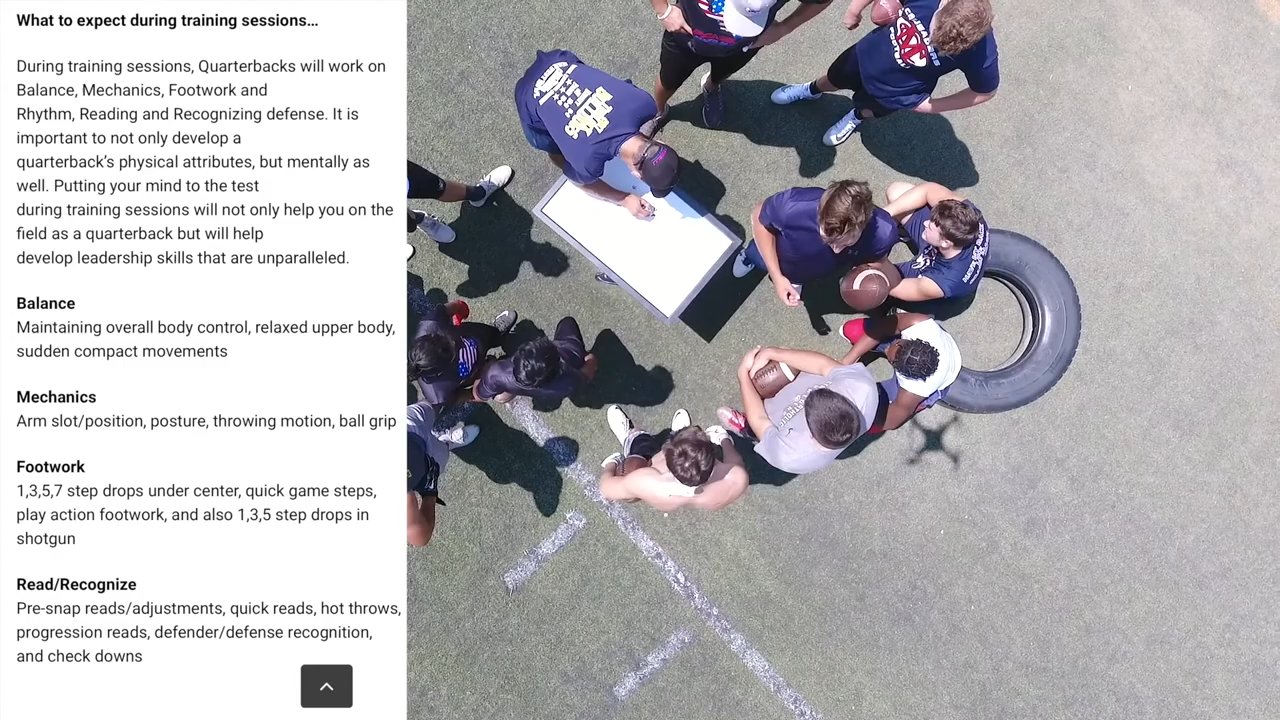 What to expect during training sessions…
During training sessions, Quarterbacks will work on
Balance, Mechanics, Footwork and
Rhythm, Reading and Recognizing defense. It is
important to not only develop a
quarterback's physical attributes, but mentally as
well. Putting your mind to the test
during training sessions will not only help you on the
field as a quarterback but will help
develop leadership skills that are unparalleled.
Balance
Maintaining overall body control, relaxed upper body,
sudden compact movements
Mechanics
Arm slot/position, posture, throwing motion, ball grip
Footwork
1,3,5,7 step drops under center, quick game steps,
play action footwork, and also 1,3,5 step drops in
shotgun
Read/Recognize
Pre-snap reads/adjustments, quick reads, hot throws,
progression reads, defender/defense recognition,
and check downs